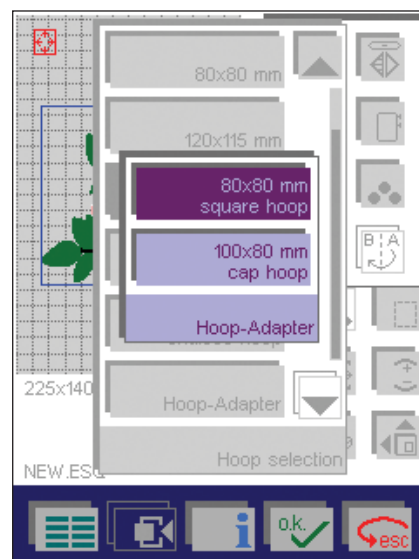 80x80 mm
120x115 mm
80x80 mm
square hoop
100x80 mm
cap hoop
Hoop-Adapter
Hoop-Adapter
Hoop selection
225x140
NEW.ES
B A
i
o.k.
esc